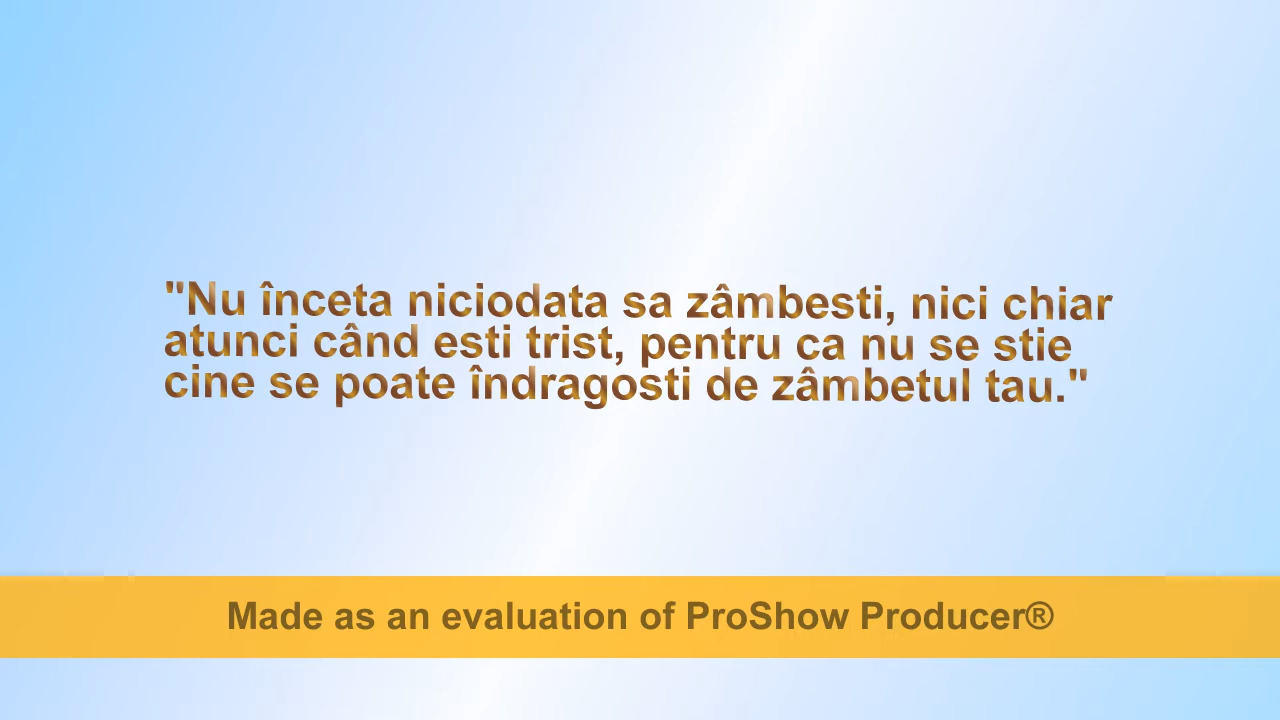 "Nu înceta niciodata sa zâmbesti, nici chiar
atunci când esti trist, pentru ca nu se stie
cine se poate îndragosti de zâmbetul tau."
Made as an evaluation of ProShow Producer®